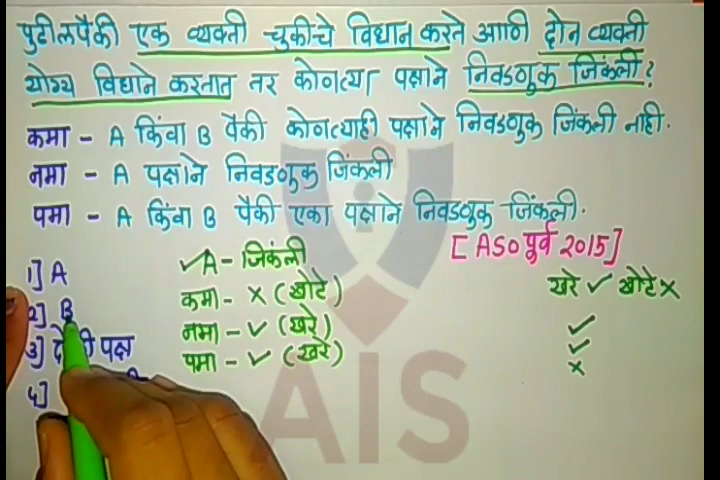 पुढीलपैकी एक व्यक्ती चुकीचे विधान करते आणि दोन व्यक्ती
योग्य विधाने करतात तर कोणत्या पक्षाने निवडणुक जिंकली?
कमा - A किंवा B पैकी कोणत्याही पक्षाने निवडणुक जिंकली नाही.
नमा - A पक्षाने निवडणुक जिंकली
पमा - A किंवा B पैकी एका पक्षाने निवडणुक जिंकली.
[ASO पूर्व 2015]
1] A
2] B
3] पक्ष
4]
✓A - जिंकली
कमा - × (खोटे)
नमा - ✓ (खरे)
पमा - ✓ (खरे)
खरे ✓ खोटे ×
✓
✓
×
AIS